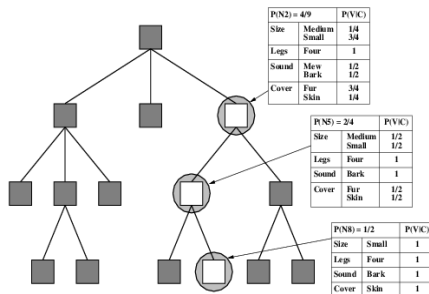 P(N2) = 4/9 P(V|C)
Size Medium 1/4
Small 3/4
Legs Four 1
Sound Mew 1/2
Bark 1/2
Cover Fur 3/4
Skin 1/4
P(N5) = 2/4 P(V|C)
Size Medium 1/2
Small 1/2
Legs Four 1
Sound Bark 1
Cover Fur 1/2
Skin 1/2
P(N8) = 1/2 P(V|C)
Size Small 1
Legs Four 1
Sound Bark 1
Cover Skin 1